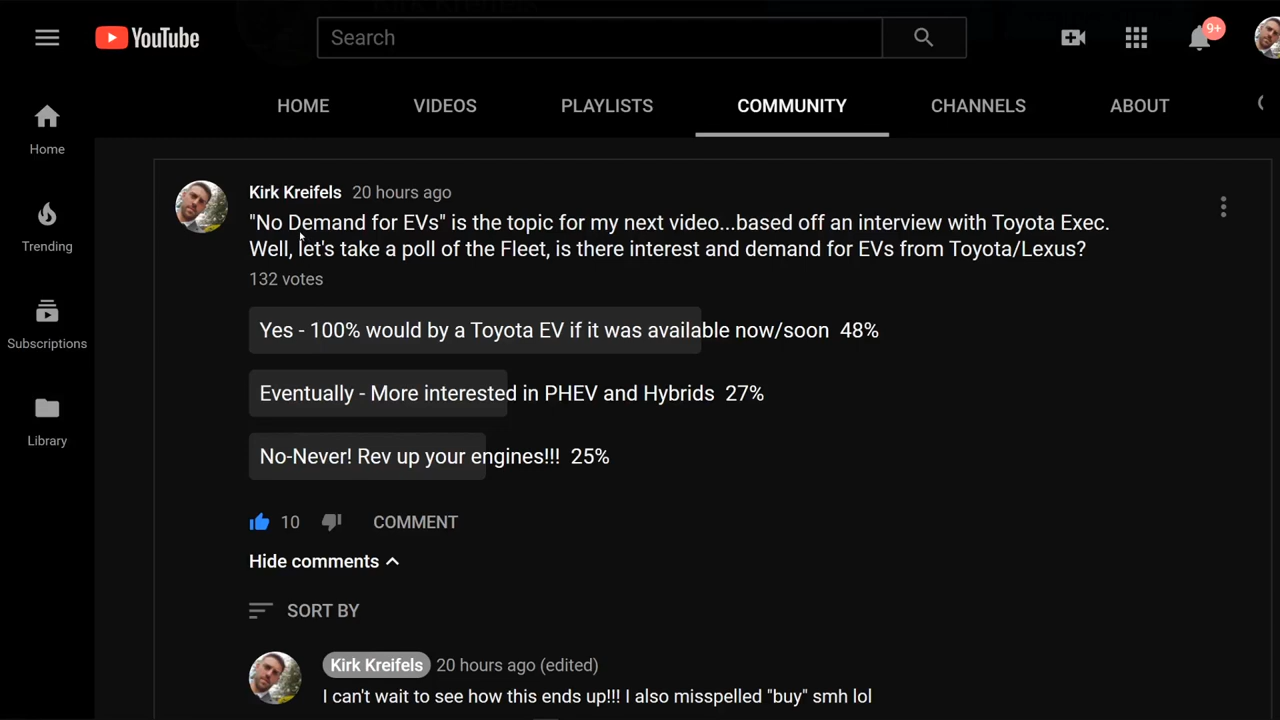 YouTube
Search
9+
HOME VIDEOS PLAYLISTS COMMUNITY CHANNELS ABOUT
Home
Trending
Subscriptions
Library
Kirk Kreifels 20 hours ago
"No Demand for EVs" is the topic for my next video...based off an interview with Toyota Exec.
Well, let's take a poll of the Fleet, is there interest and demand for EVs from Toyota/Lexus?
132 votes
Yes - 100% would by a Toyota EV if it was available now/soon 48%
Eventually - More interested in PHEV and Hybrids 27%
No-Never! Rev up your engines!!! 25%
10 COMMENT
Hide comments
SORT BY
Kirk Kreifels 20 hours ago (edited)
I can't wait to see how this ends up!!! I also misspelled "buy" smh lol